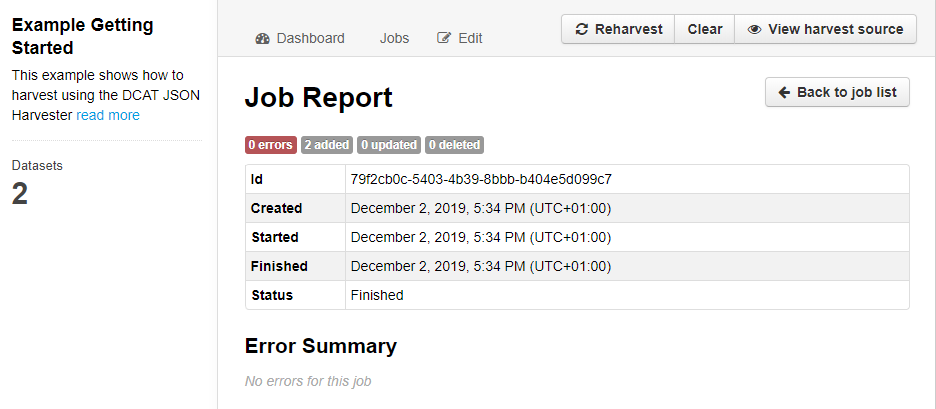 Example Getting
Started
This example shows how to
harvest using the DCAT JSON
Harvester read more
Datasets
2
Dashboard Jobs Edit Reharvest Clear View harvest source
Job Report
Back to job list
0 errors 2 added 0 updated 0 deleted
Id 79f2cb0c-5403-4b39-8bbb-b404e5d099c7
Created December 2, 2019, 5:34 PM (UTC+01:00)
Started December 2, 2019, 5:34 PM (UTC+01:00)
Finished December 2, 2019, 5:34 PM (UTC+01:00)
Status Finished
Error Summary
No errors for this job